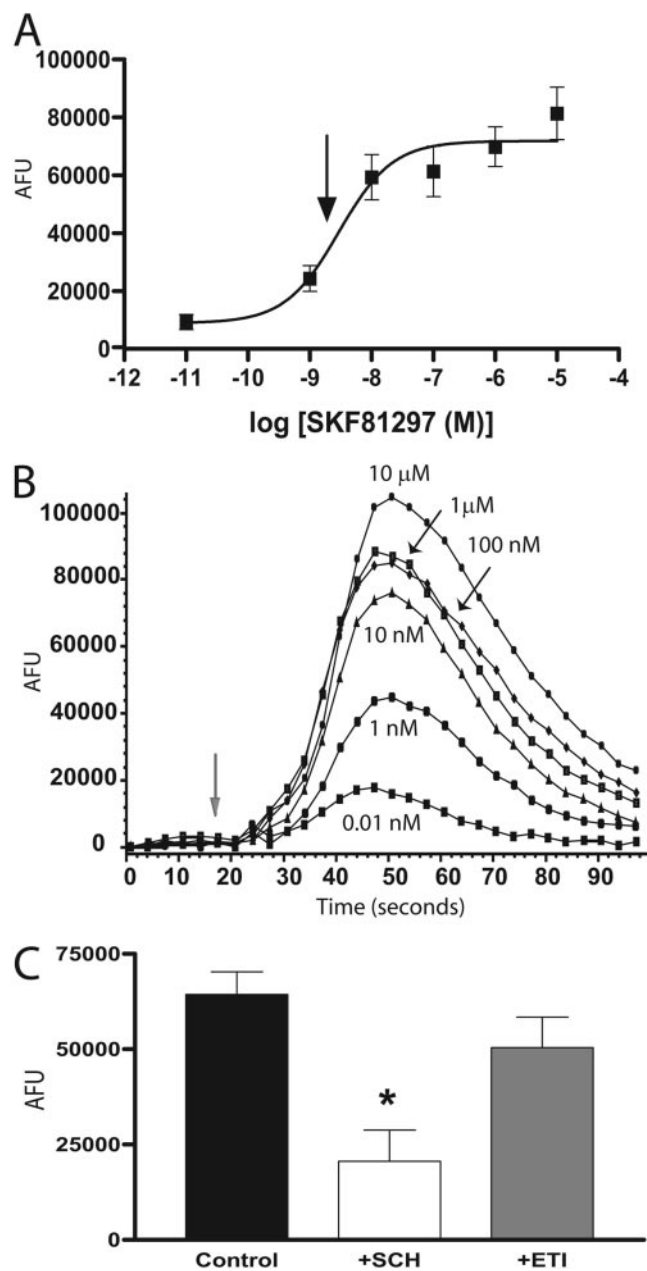 A
100000
80000
60000
40000
20000
0
AFU
-12 -11 -10 -9 -8 -7 -6 -5 -4
log [SKF81297 (M)]
B
100000
80000
60000
40000
20000
0
AFU
10 μM
1μM
100 nM
10 nM
1 nM
0.01 nM
0 10 20 30 40 50 60 70 80 90
Time (seconds)
C
75000
50000
25000
0
AFU
*
Control +SCH +ETI